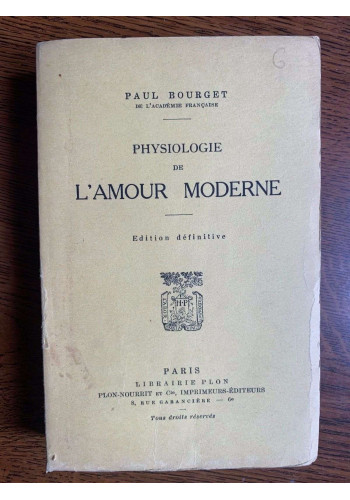 PAUL BOURGET
DE L'ACADÉMIE FRANÇAISE
PHYSIOLOGIE
DE
L'AMOUR MODERNE
Edition définitive
PARIS
LIBRAIRIE PLON
PLON-NOURRIT ET Cie, IMPRIMEURS-ÉDITEURS
8, RUE GARANCIÈRE — 6e
Tous droits réservés